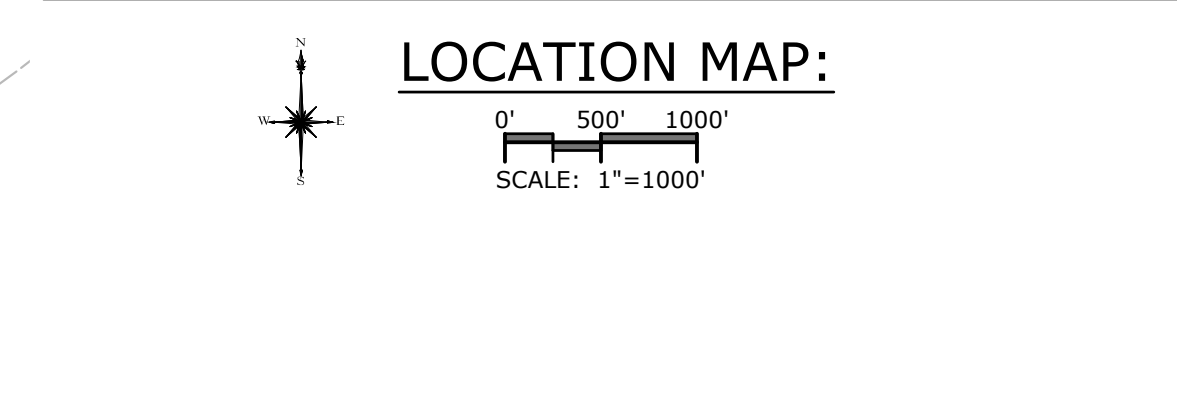 N
W E
S
LOCATION MAP:
0' 500' 1000'
SCALE: 1"=1000'